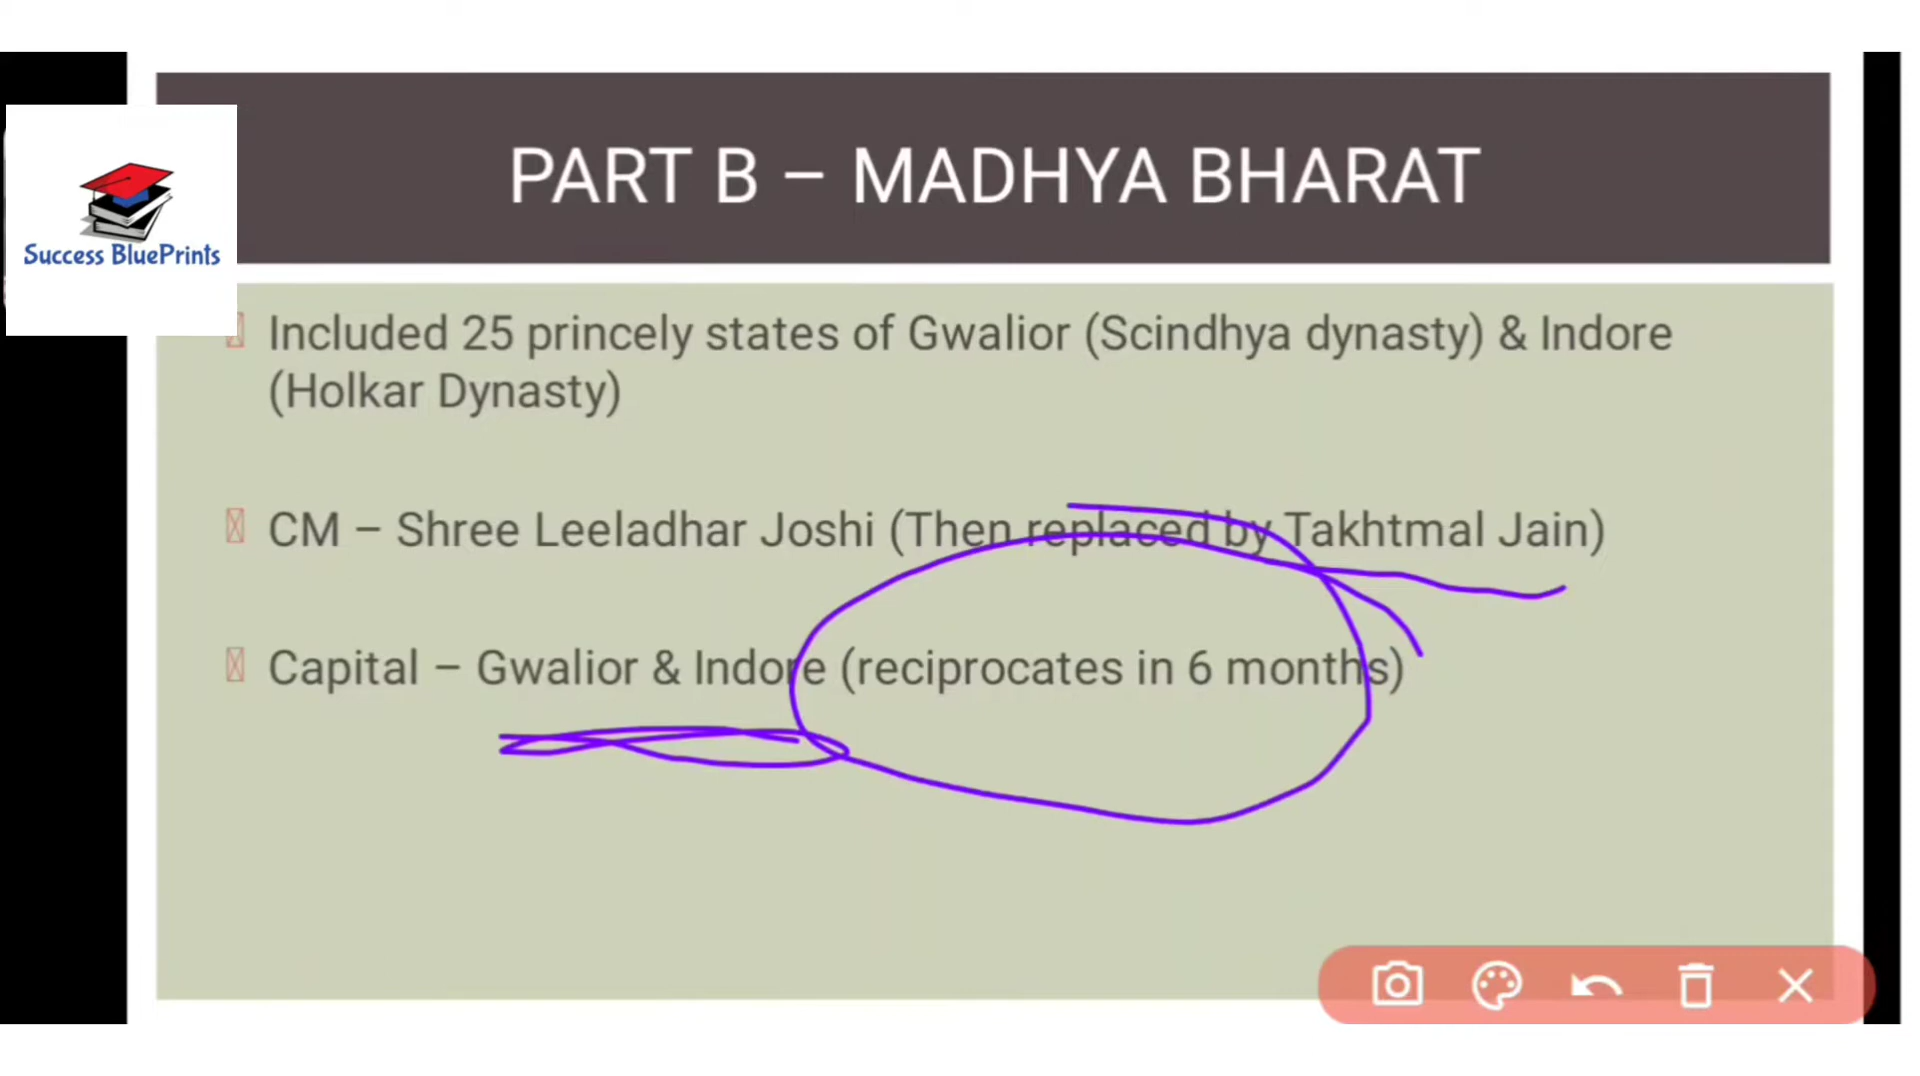 PART B – MADHYA BHARAT
Success BluePrints
Included 25 princely states of Gwalior (Scindhya dynasty) & Indore
(Holkar Dynasty)
CM – Shree Leeladhar Joshi (Then replaced by Takhtmal Jain)
Capital – Gwalior & Indore (reciprocates in 6 months)